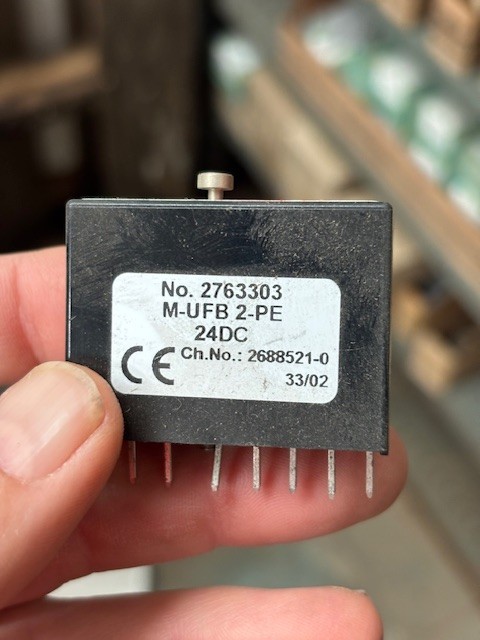 No. 2763303
M-UFB 2-PE
24DC
CE Ch.No.: 2688521-0
33/02